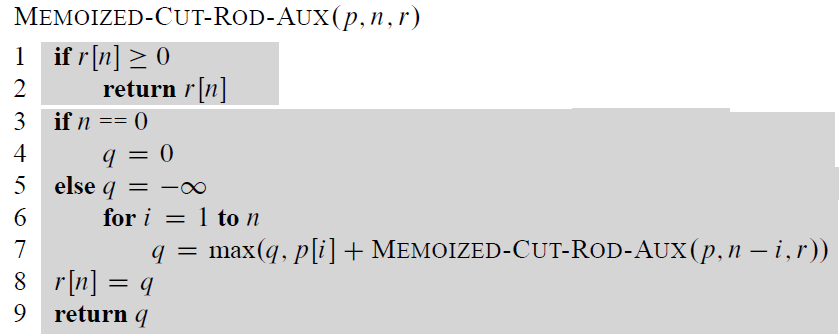 MEMOIZED-CUT-ROD-AUX(p, n, r)
1 if r[n] ≥ 0
2 return r[n]
3 if n == 0
4 q = 0
5 else q = −∞
6 for i = 1 to n
7 q = max(q, p[i] + MEMOIZED-CUT-ROD-AUX(p, n − i, r))
8 r[n] = q
9 return q